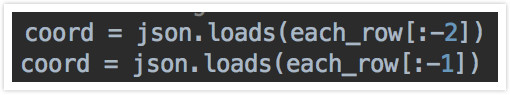 coord = json.loads(each_row[:-2])
coord = json.loads(each_row[:-1])